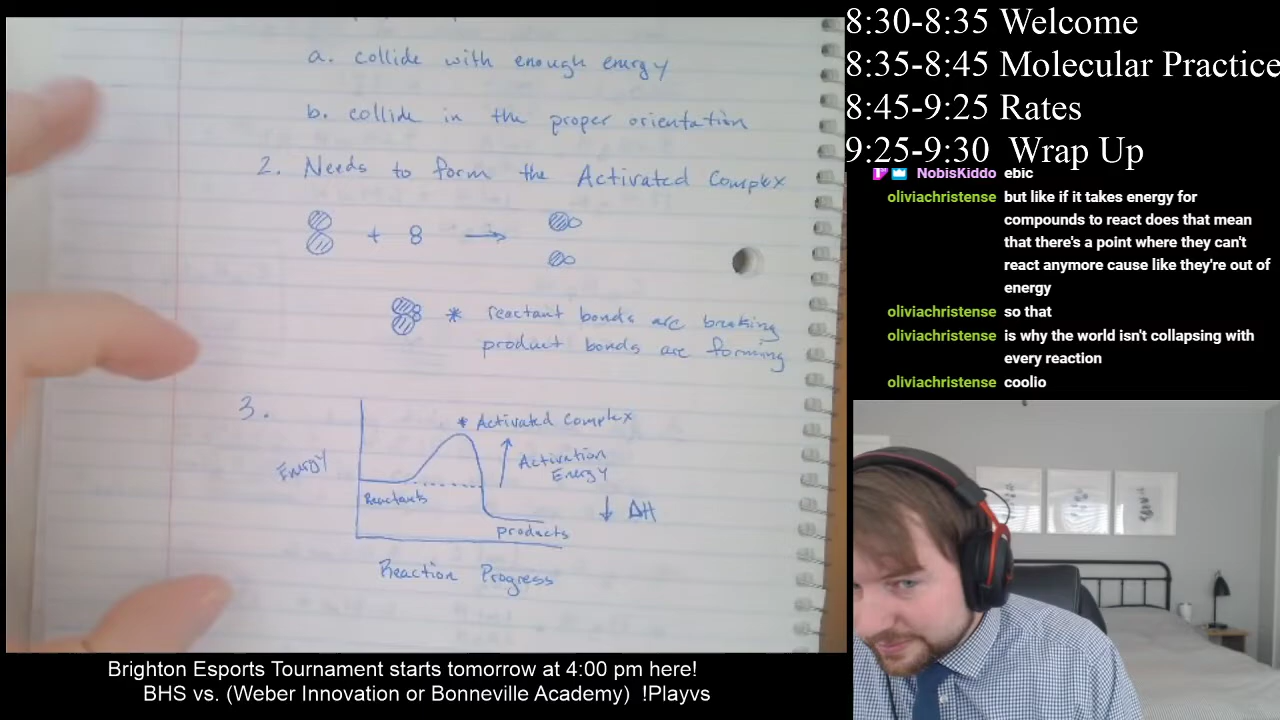 a. collide with enough energy
b. collide in the proper orientation
2. Needs to form the Activated Complex
+ 8 →
* reactant bonds are breaking
product bonds are forming
3.
* Activated Complex
Energy
Activation
Energy
Reactants
↓ ΔH
products
Reaction Progress
8:30-8:35 Welcome
8:35-8:45 Molecular Practice
8:45-9:25 Rates
9:25-9:30 Wrap Up
NobisKiddo ebic
oliviachristense but like if it takes energy for
compounds to react does that mean
that there's a point where they can't
react anymore cause like they're out of
energy
oliviachristense so that
oliviachristense is why the world isn't collapsing with
every reaction
oliviachristense coolio
Brighton Esports Tournament starts tomorrow at 4:00 pm here!
BHS vs. (Weber Innovation or Bonneville Academy) !Playvs